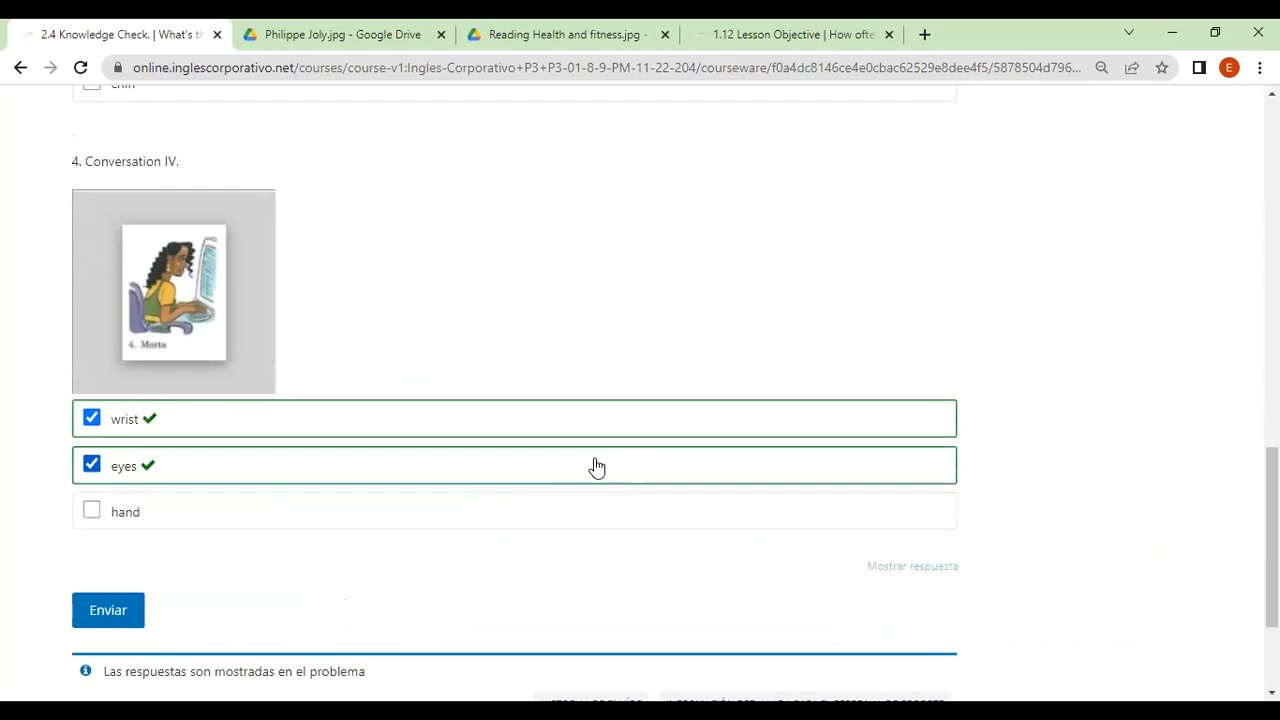 2.4 Knowledge Check. | What's th
Philippe Joly.jpg - Google Drive
Reading Health and fitness.jpg -
1.12 Lesson Objective | How ofte
online.inglescorporativo.net/courses/course-v1:Ingles-Corporativo+P3+P3-01-8-9-PM-11-22-204/courseware/f0a4dc8146ce4e0cbac62529e8dee4f5/5878504d796...
E
chin
4. Conversation IV.
4. Marta
wrist
eyes
hand
Mostrar respuesta
Enviar
Las respuestas son mostradas en el problema